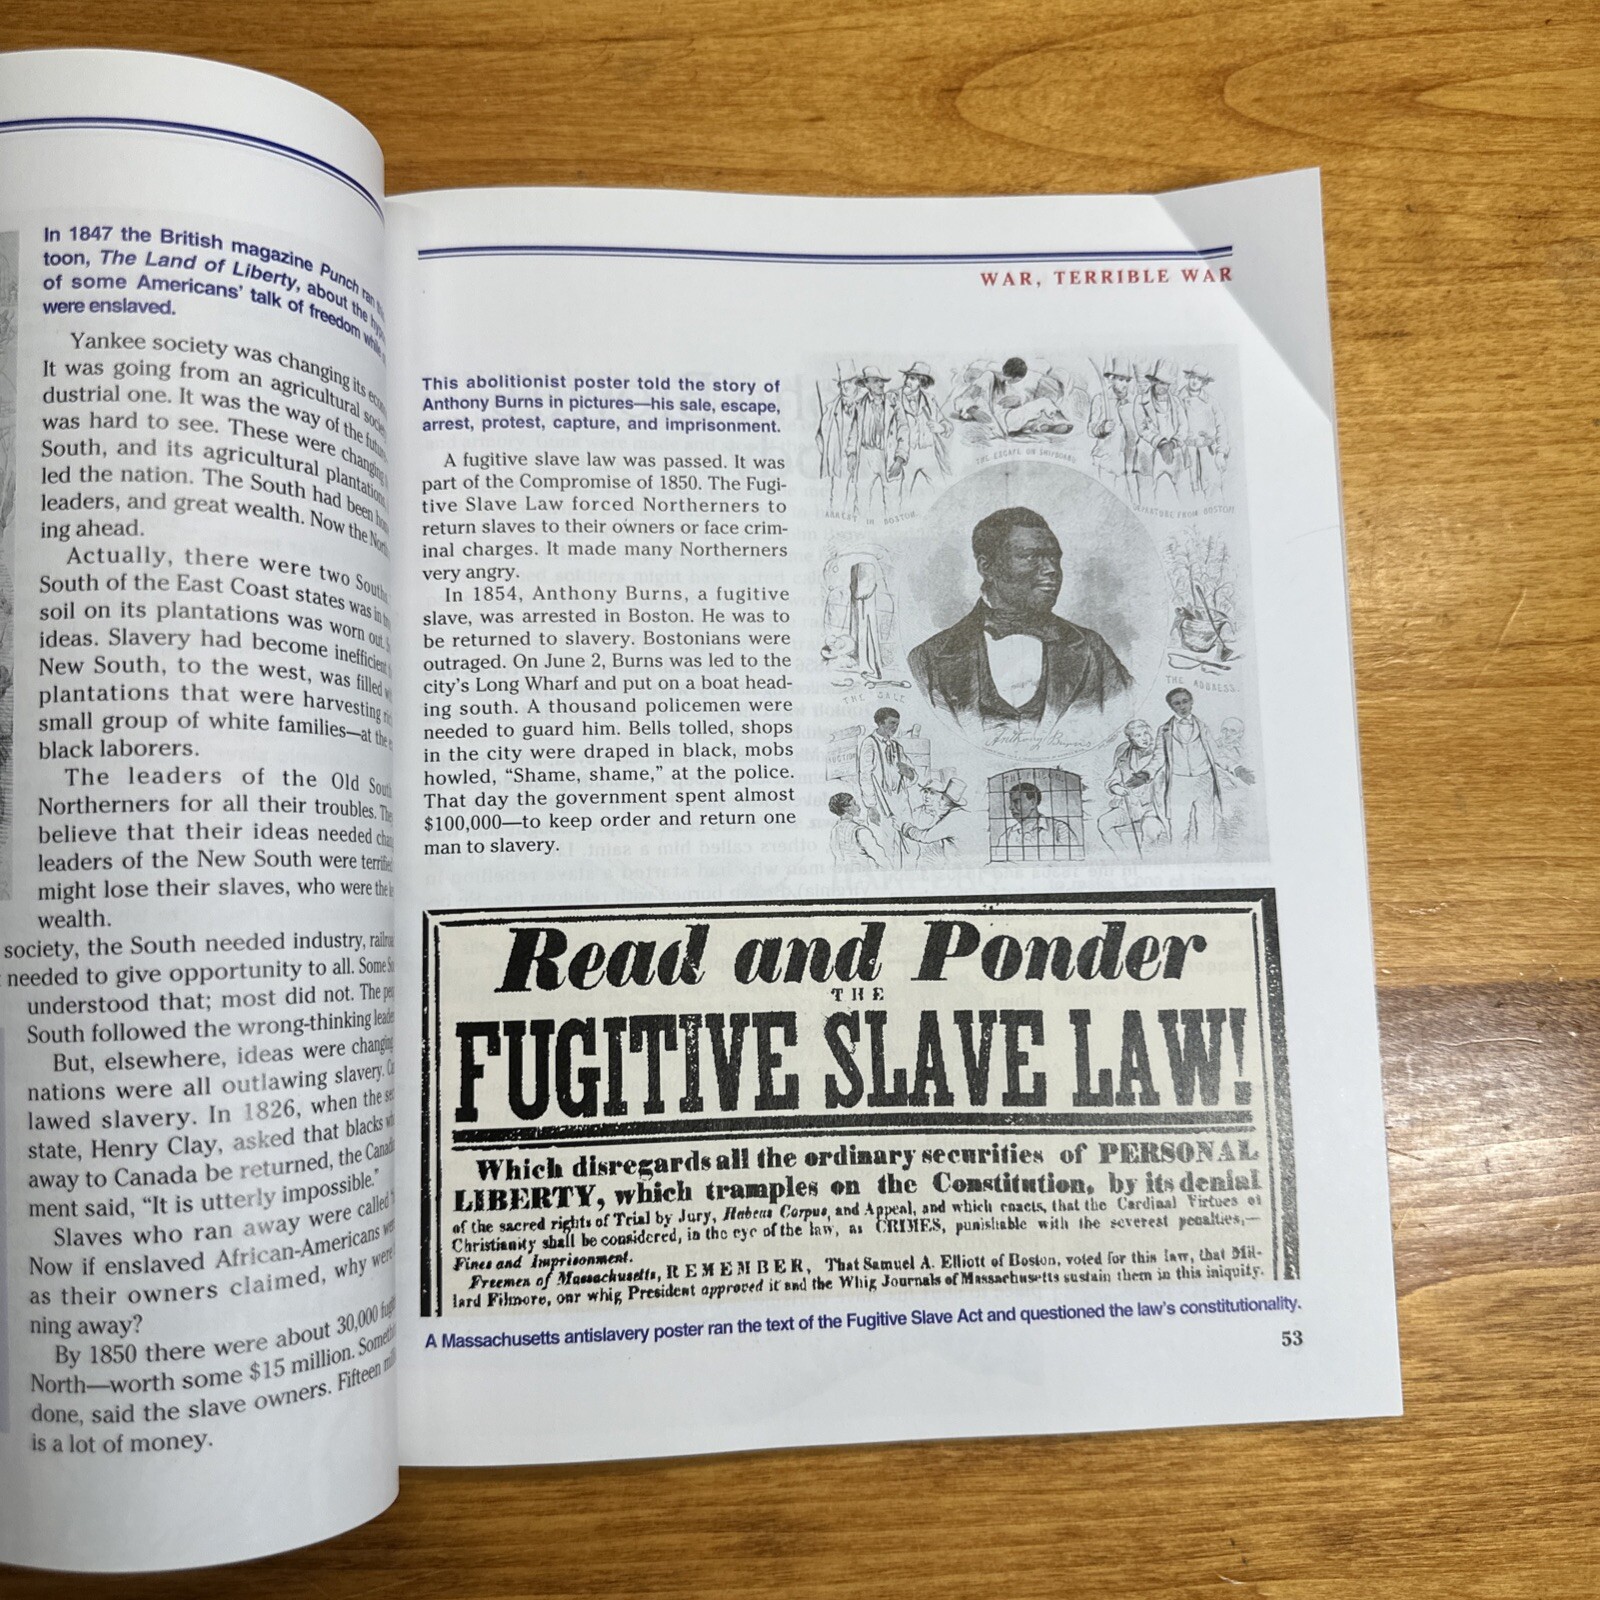 In 1847 the British magazine Punch ran
toon, The Land of Liberty, about the
of some Americans' talk of freedom while
were enslaved.
Yankee society was changing its
It was going from an agricultural
dustrial one. It was the way of the
was hard to see. These were changing
South, and its agricultural plantations
led the nation. The South had been
leaders, and great wealth. Now the
ing ahead.
Actually, there were two
South of the East Coast states was in
soil on its plantations was worn out.
ideas. Slavery had become inefficient
New South, to the west, was filled
plantations that were harvesting
small group of white families—at the
black laborers.
The leaders of the Old South
Northerners for all their troubles.
believe that their ideas needed
leaders of the New South were
might lose their slaves, who were the
wealth.
society, the South needed industry,
needed to give opportunity to all. Some
understood that; most did not. The
South followed the wrong-thinking
But, elsewhere, ideas were changing
nations were all outlawing slavery.
lawed slavery. In 1826, when the
state, Henry Clay, asked that blacks
away to Canada be returned, the
ment said, "It is utterly impossible."
Slaves who ran away were called
Now if enslaved African-Americans
as their owners claimed, why were
ning away?
By 1850 there were about 30,000
North—worth some $15 million.
done, said the slave owners. Fifteen
is a lot of money.
WAR, TERRIBLE WAR
This abolitionist poster told the story of
Anthony Burns in pictures—his sale, escape,
arrest, protest, capture, and imprisonment.
A fugitive slave law was passed. It was
part of the Compromise of 1850. The Fugi-
tive Slave Law forced Northerners to
return slaves to their owners or face crim-
inal charges. It made many Northerners
very angry.
In 1854, Anthony Burns, a fugitive
slave, was arrested in Boston. He was to
be returned to slavery. Bostonians were
outraged. On June 2, Burns was led to the
city's Long Wharf and put on a boat head-
ing south. A thousand policemen were
needed to guard him. Bells tolled, shops
in the city were draped in black, mobs
howled, "Shame, shame," at the police.
That day the government spent almost
$100,000—to keep order and return one
man to slavery.
THE ESCAPE ON SHIPBOARD
ARREST IN BOSTON
DEPARTURE FROM BOSTON
THE SALE
THE ADDRESS
Anthony Burns
Read and Ponder
THE
FUGITIVE SLAVE LAW!
Which disregards all the ordinary securities of PERSONAL
LIBERTY, which tramples on the Constitution, by its denial
of the sacred rights of Trial by Jury, Habeas Corpus, and Appeal, and which enacts, that the Cardinal Virtues of
Christianity shall be considered, in the eye of the law, as CRIMES, punishable with the severest penalties,—
Fines and Imprisonment.
Freemen of Massachusetts, REMEMBER, That Samuel A. Elliott of Boston, voted for this law, that Mil-
lard Filmore, our whig President approved it and the Whig Journals of Massachusetts sustain them in this iniquity.
A Massachusetts antislavery poster ran the text of the Fugitive Slave Act and questioned the law's constitutionality.
53